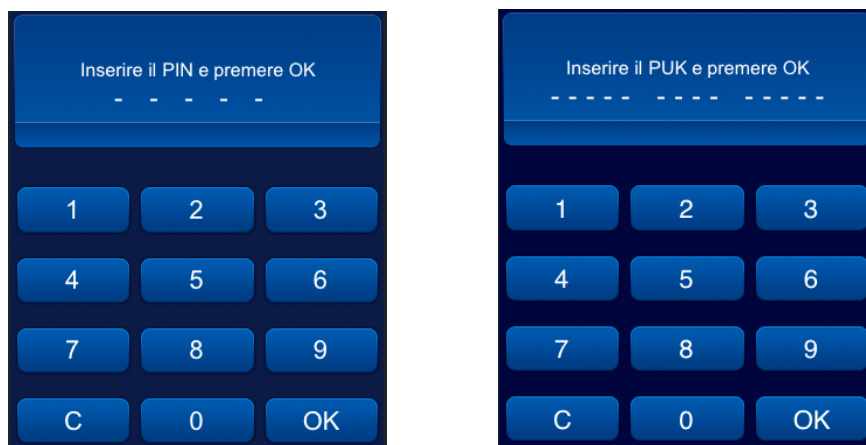 Inserire il PIN e premere OK
- - - - -
1 2 3
4 5 6
7 8 9
C 0 OK
Inserire il PUK e premere OK
- - - - - - - - - - - - - -
1 2 3
4 5 6
7 8 9
C 0 OK